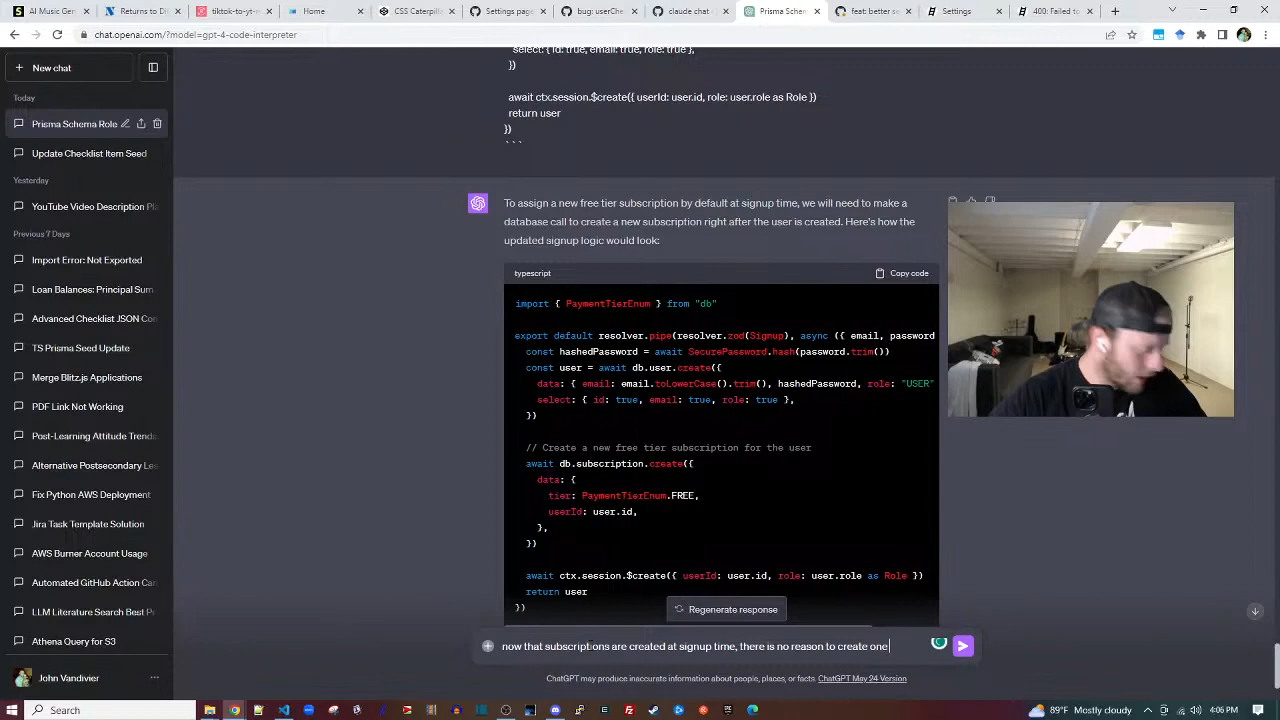 Returns to Di
tiktok-to-yt-r
Home
CSS Caterpill
Settings page
bug: userChe
claude chat
Prisma Schem
feat: better se
Settings
400: Failed to
chat.openai.com/?model=gpt-4-code-interpreter
New chat
Today
Prisma Schema Role
Update Checklist Item Seed
Yesterday
YouTube Video Description Pla
Previous 7 Days
Import Error: Not Exported
Loan Balances: Principal Sum
Advanced Checklist JSON Con
TS Prisma Seed Update
Merge Blitz.js Applications
PDF Link Not Working
Post-Learning Attitude Trends
Alternative Postsecondary Le
Fix Python AWS Deployment
Jira Task Template Solution
AWS Burner Account Usage
Automated GitHub Action Car
LLM Literature Search Best P
Athena Query for S3
John Vandivier
select: { id: true, email: true, role: true },
})
await ctx.session.$create({ userId: user.id, role: user.role as Role })
return user
})
```
To assign a new free tier subscription by default at signup time, we will need to make a
database call to create a new subscription right after the user is created. Here's how the
updated signup logic would look:
typescript
Copy code
import { PaymentTierEnum } from "db"
export default resolver.pipe(resolver.zod(Signup), async ({ email, password
const hashedPassword = await SecurePassword.hash(password.trim())
const user = await db.user.create({
data: { email: email.toLowerCase().trim(), hashedPassword, role: "USER"
select: { id: true, email: true, role: true },
})
// Create a new free tier subscription for the user
await db.subscription.create({
data: {
tier: PaymentTierEnum.FREE,
userId: user.id,
},
})
await ctx.session.$create({ userId: user.id, role: user.role as Role })
return user
})
Regenerate response
now that subscriptions are created at signup time, there is no reason to create one
ChatGPT may produce inaccurate information about people, places, or facts. ChatGPT May 24 Version
Search
89°F Mostly cloudy
4:06 PM